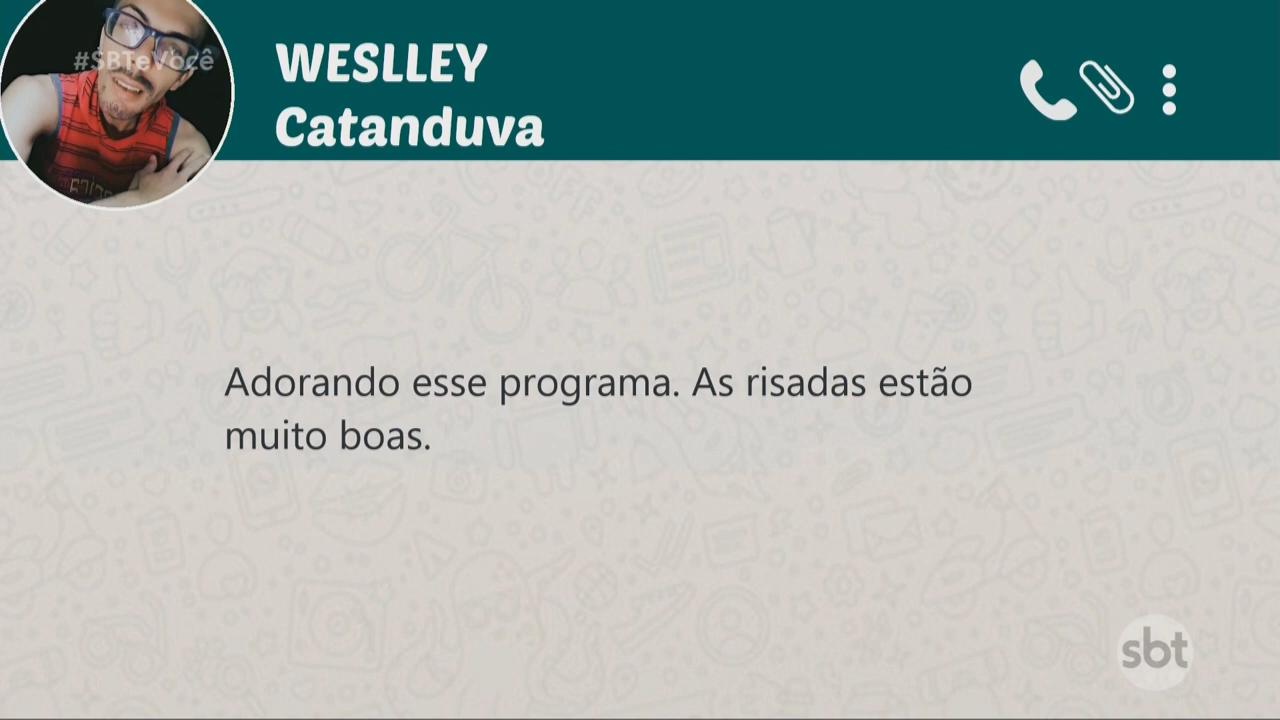 #SBTeVocê
WESLLEY
Catanduva
Adorando esse programa. As risadas estão
muito boas.
sbt